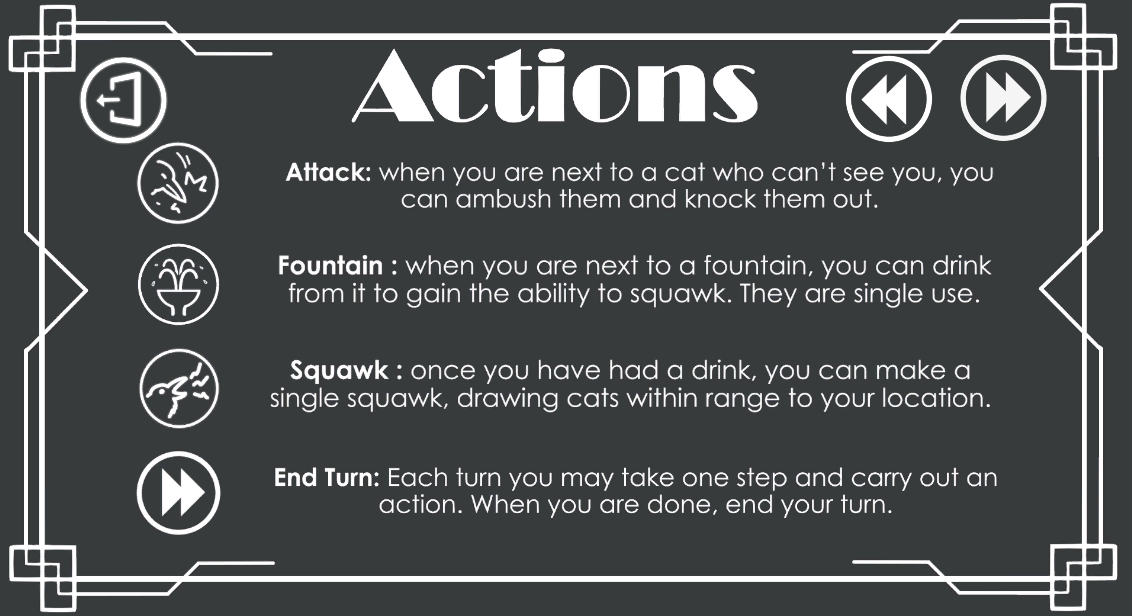 Actions
Attack: when you are next to a cat who can’t see you, you
can ambush them and knock them out.
Fountain : when you are next to a fountain, you can drink
from it to gain the ability to squawk. They are single use.
Squawk : once you have had a drink, you can make a
single squawk, drawing cats within range to your location.
End Turn: Each turn you may take one step and carry out an
action. When you are done, end your turn.